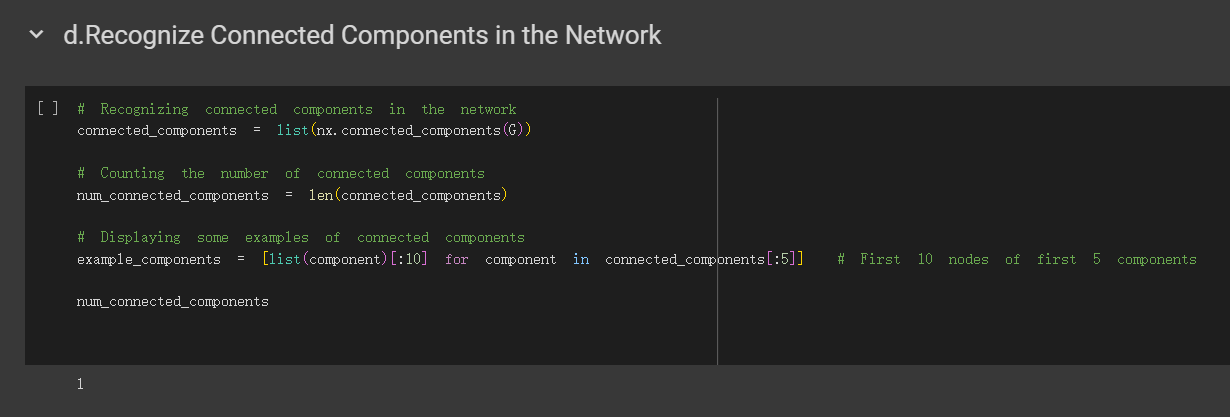 d.Recognize Connected Components in the Network
[ ] # Recognizing connected components in the network
connected_components = list(nx.connected_components(G))
# Counting the number of connected components
num_connected_components = len(connected_components)
# Displaying some examples of connected components
example_components = [list(component)[:10] for component in connected_components[:5]] # First 10 nodes of first 5 components
num_connected_components
1